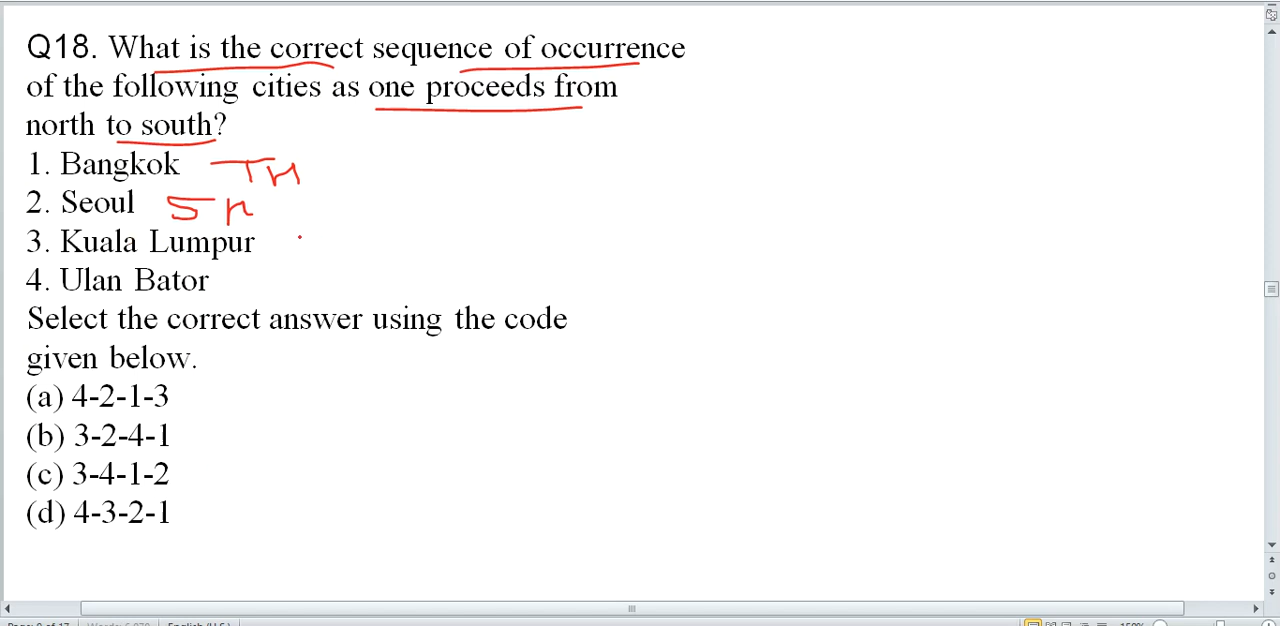 Q18. What is the correct sequence of occurrence
of the following cities as one proceeds from
north to south?
1. Bangkok TH
2. Seoul SK
3. Kuala Lumpur
4. Ulan Bator
Select the correct answer using the code
given below.
(a) 4-2-1-3
(b) 3-2-4-1
(c) 3-4-1-2
(d) 4-3-2-1